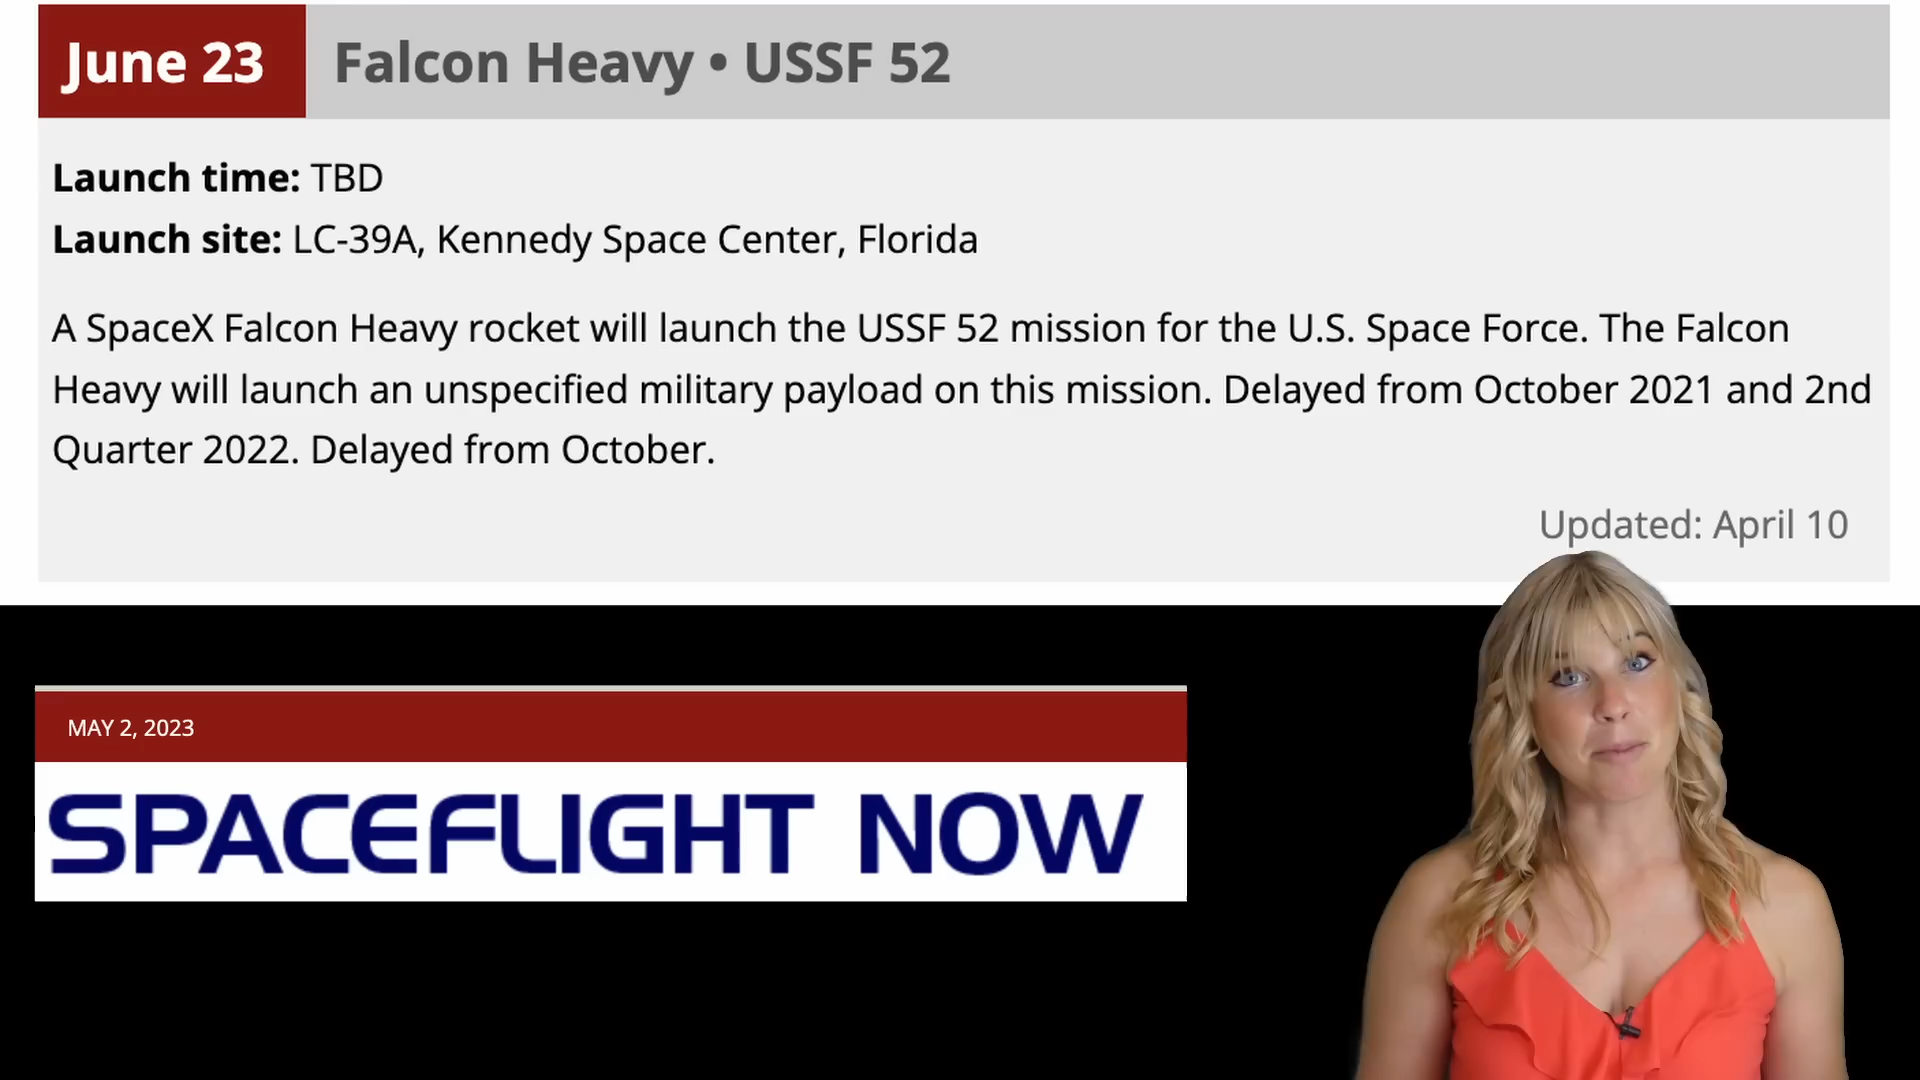 June 23
Falcon Heavy • USSF 52
Launch time: TBD
Launch site: LC-39A, Kennedy Space Center, Florida
A SpaceX Falcon Heavy rocket will launch the USSF 52 mission for the U.S. Space Force. The Falcon
Heavy will launch an unspecified military payload on this mission. Delayed from October 2021 and 2nd
Quarter 2022. Delayed from October.
Updated: April 10
MAY 2, 2023
SPACEFLIGHT NOW